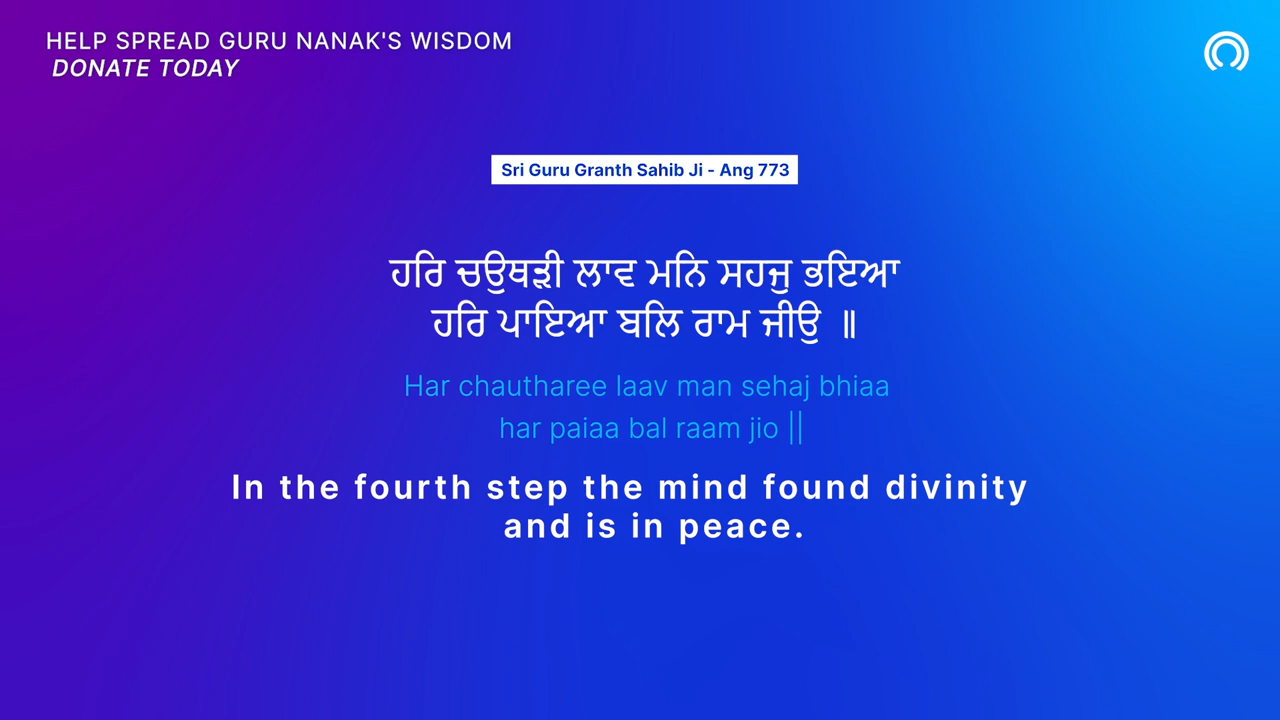 HELP SPREAD GURU NANAK'S WISDOM
DONATE TODAY
Sri Guru Granth Sahib Ji - Ang 773
ਹਰਿ ਚਉਥੜੀ ਲਾਵ ਮਨਿ ਸਹਜੁ ਭਇਆ
ਹਰਿ ਪਾਇਆ ਬਲਿ ਰਾਮ ਜੀਉ ॥
Har chautharee laav man sehaj bhiaa
har paiaa bal raam jio ||
In the fourth step the mind found divinity
and is in peace.